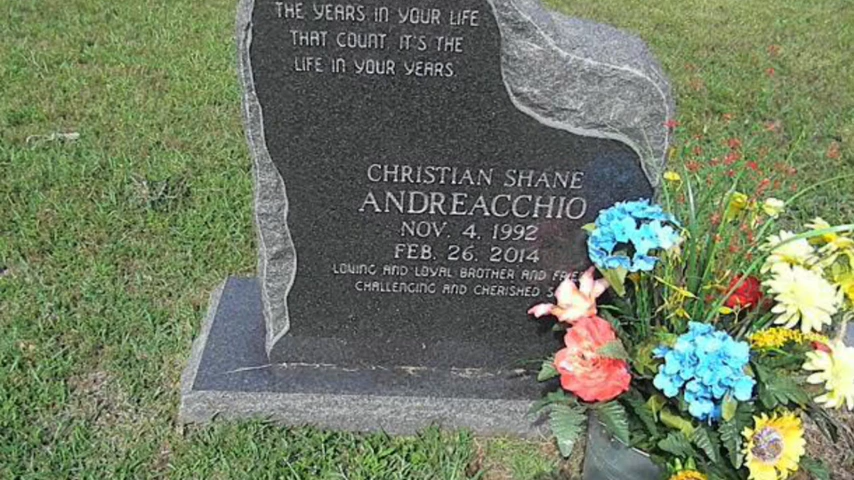 THE YEARS IN YOUR LIFE
THAT COUNT, IT'S THE
LIFE IN YOUR YEARS.
CHRISTIAN SHANE
ANDREACCHIO
NOV. 4, 1992
FEB. 26, 2014
LOVING AND LOYAL BROTHER AND
CHALLENGING AND CHERISHED